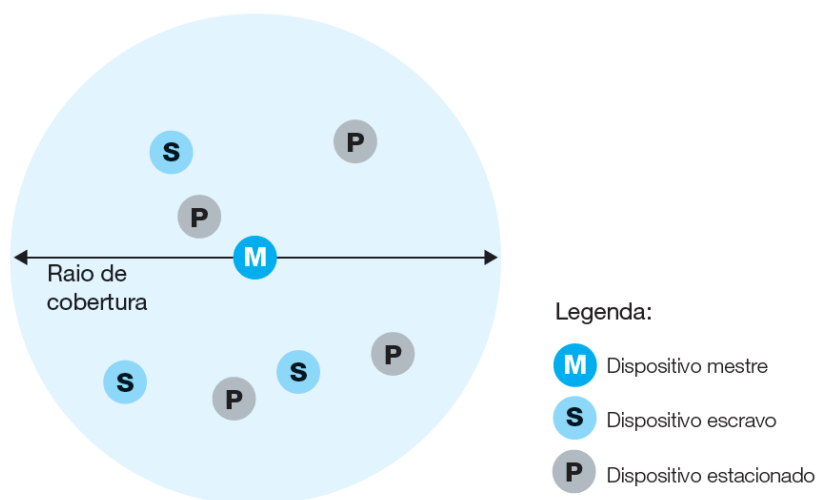 S
P
P
M
Raio de
cobertura
S
S
P
P
Legenda:
M Dispositivo mestre
S Dispositivo escravo
P Dispositivo estacionado